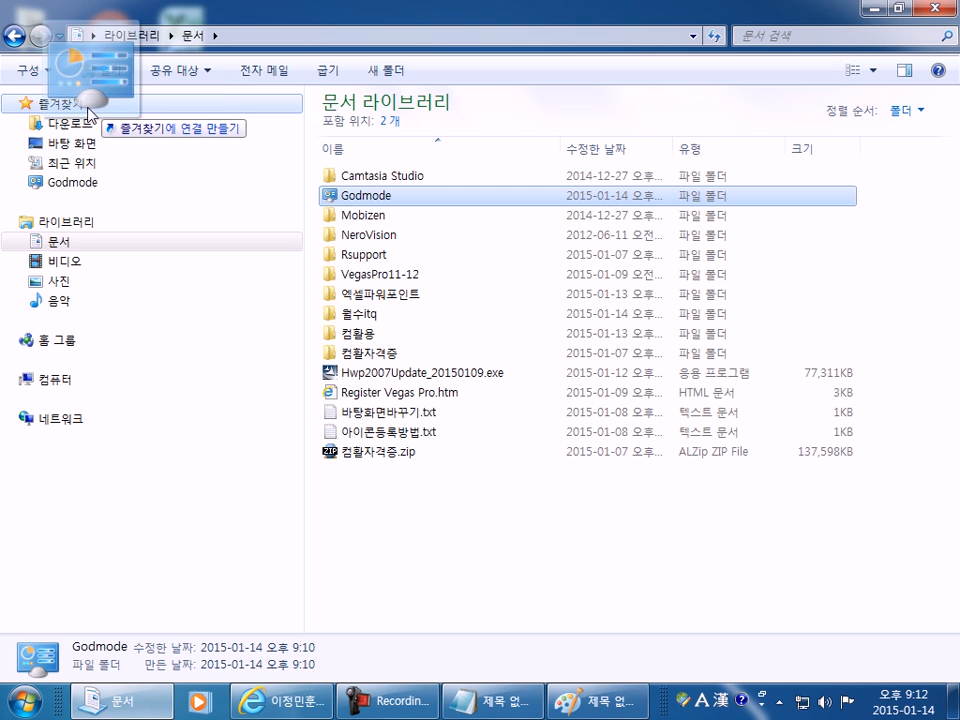 라이브러리 ▸ 문서 ▸
문서 검색
구성
공유 대상
전자 메일
굽기
새 폴더
즐겨찾기
즐겨찾기에 연결 만들기
다운로드
바탕 화면
최근 위치
Godmode
라이브러리
문서
비디오
사진
음악
홈 그룹
컴퓨터
네트워크
문서 라이브러리
포함 위치: 2 개
정렬 순서: 폴더
이름 수정한 날짜 유형 크기
Camtasia Studio 2014-12-27 오후... 파일 폴더
Godmode 2015-01-14 오후... 파일 폴더
Mobizen 2014-12-27 오후... 파일 폴더
NeroVision 2012-06-11 오전... 파일 폴더
Rsupport 2015-01-07 오후... 파일 폴더
VegasPro11-12 2015-01-09 오전... 파일 폴더
엑셀파워포인트 2015-01-13 오후... 파일 폴더
월수itq 2015-01-14 오후... 파일 폴더
컴활용 2015-01-13 오후... 파일 폴더
컴활자격증 2015-01-07 오후... 파일 폴더
Hwp2007Update_20150109.exe 2015-01-12 오후... 응용 프로그램 77,311KB
Register Vegas Pro.htm 2015-01-09 오후... HTML 문서 3KB
바탕화면바꾸기.txt 2015-01-08 오후... 텍스트 문서 1KB
아이콘등록방법.txt 2015-01-08 오후... 텍스트 문서 1KB
컴활자격증.zip 2015-01-07 오후... ALZip ZIP File 137,598KB
Godmode 수정한 날짜: 2015-01-14 오후 9:10
파일 폴더 만든 날짜: 2015-01-14 오후 9:10
문서
이정민훈...
Recordin...
제목 없...
제목 없...
A 漢
오후 9:12
2015-01-14